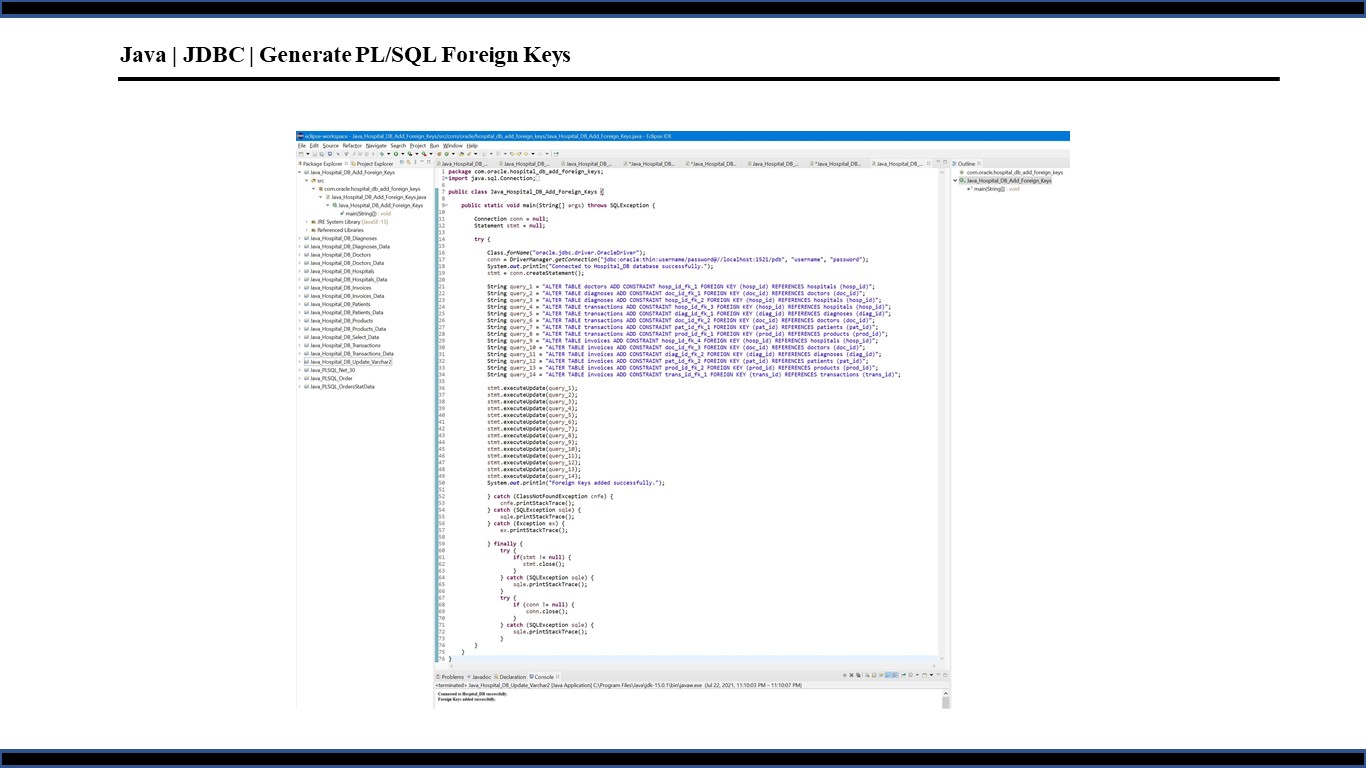 Java | JDBC | Generate PL/SQL Foreign Keys
eclipse-workspace - Java_Hospital_DB_Add_Foreign_Keys/src/com/oracle/hospital_db_add_foreign_keys/Java_Hospital_DB_Add_Foreign_Keys.java - Eclipse IDE
File Edit Source Refactor Navigate Search Project Run Window Help
Package Explorer Project Explorer
Java_Hospital_DB_Add_Foreign_Keys
src
com.oracle.hospital_db_add_foreign_keys
Java_Hospital_DB_Add_Foreign_Keys.java
Java_Hospital_DB_Add_Foreign_Keys
main(String[]) : void
JRE System Library [JavaSE-15]
Referenced Libraries
Java_Hospital_DB_Diagnoses
Java_Hospital_DB_Diagnoses_Data
Java_Hospital_DB_Doctors
Java_Hospital_DB_Doctors_Data
Java_Hospital_DB_Hospitals
Java_Hospital_DB_Hospitals_Data
Java_Hospital_DB_Invoices
Java_Hospital_DB_Invoices_Data
Java_Hospital_DB_Patients
Java_Hospital_DB_Patients_Data
Java_Hospital_DB_Products
Java_Hospital_DB_Products_Data
Java_Hospital_DB_Select_Data
Java_Hospital_DB_Transactions
Java_Hospital_DB_Transactions_Data
Java_Hospital_DB_Update_Varchar2
Java_PLSQL_Net_30
Java_PLSQL_Order
Java_PLSQL_OrdersStatData
Java_Hospital_DB_... Java_Hospital_DB_... Java_Hospital_DB_... *Java_Hospital_DB... *Java_Hospital_DB... Java_Hospital_DB_... *Java_Hospital_DB... Java_Hospital_DB_...
1 package com.oracle.hospital_db_add_foreign_keys;
2 import java.sql.Connection;
6
7 public class Java_Hospital_DB_Add_Foreign_Keys {
8
9 public static void main(String[] args) throws SQLException {
10
11 Connection conn = null;
12 Statement stmt = null;
13
14 try {
15
16 Class.forName("oracle.jdbc.driver.OracleDriver");
17 conn = DriverManager.getConnection("jdbc:oracle:thin:username/password@//localhost:1521/pdb", "username", "password");
18 System.out.println("Connected to Hospital_DB database successfully.");
19 stmt = conn.createStatement();
20
21 String query_1 = "ALTER TABLE doctors ADD CONSTRAINT hosp_id_fk_1 FOREIGN KEY (hosp_id) REFERENCES hospitals (hosp_id)";
22 String query_2 = "ALTER TABLE diagnoses ADD CONSTRAINT doc_id_fk_1 FOREIGN KEY (doc_id) REFERENCES doctors (doc_id)";
23 String query_3 = "ALTER TABLE diagnoses ADD CONSTRAINT hosp_id_fk_2 FOREIGN KEY (hosp_id) REFERENCES hospitals (hosp_id)";
24 String query_4 = "ALTER TABLE transactions ADD CONSTRAINT hosp_id_fk_3 FOREIGN KEY (hosp_id) REFERENCES hospitals (hosp_id)";
25 String query_5 = "ALTER TABLE transactions ADD CONSTRAINT diag_id_fk_1 FOREIGN KEY (diag_id) REFERENCES diagnoses (diag_id)";
26 String query_6 = "ALTER TABLE transactions ADD CONSTRAINT doc_id_fk_2 FOREIGN KEY (doc_id) REFERENCES doctors (doc_id)";
27 String query_7 = "ALTER TABLE transactions ADD CONSTRAINT pat_id_fk_1 FOREIGN KEY (pat_id) REFERENCES patients (pat_id)";
28 String query_8 = "ALTER TABLE transactions ADD CONSTRAINT prod_id_fk_1 FOREIGN KEY (prod_id) REFERENCES products (prod_id)";
29 String query_9 = "ALTER TABLE invoices ADD CONSTRAINT hosp_id_fk_4 FOREIGN KEY (hosp_id) REFERENCES hospitals (hosp_id)";
30 String query_10 = "ALTER TABLE invoices ADD CONSTRAINT doc_id_fk_3 FOREIGN KEY (doc_id) REFERENCES doctors (doc_id)";
31 String query_11 = "ALTER TABLE invoices ADD CONSTRAINT diag_id_fk_2 FOREIGN KEY (diag_id) REFERENCES diagnoses (diag_id)";
32 String query_12 = "ALTER TABLE invoices ADD CONSTRAINT pat_id_fk_2 FOREIGN KEY (pat_id) REFERENCES patients (pat_id)";
33 String query_13 = "ALTER TABLE invoices ADD CONSTRAINT prod_id_fk_2 FOREIGN KEY (prod_id) REFERENCES products (prod_id)";
34 String query_14 = "ALTER TABLE invoices ADD CONSTRAINT trans_id_fk_1 FOREIGN KEY (trans_id) REFERENCES transactions (trans_id)";
35
36 stmt.executeUpdate(query_1);
37 stmt.executeUpdate(query_2);
38 stmt.executeUpdate(query_3);
39 stmt.executeUpdate(query_4);
40 stmt.executeUpdate(query_5);
41 stmt.executeUpdate(query_6);
42 stmt.executeUpdate(query_7);
43 stmt.executeUpdate(query_8);
44 stmt.executeUpdate(query_9);
45 stmt.executeUpdate(query_10);
46 stmt.executeUpdate(query_11);
47 stmt.executeUpdate(query_12);
48 stmt.executeUpdate(query_13);
49 stmt.executeUpdate(query_14);
50 System.out.println("Foreign Keys added successfully.");
51
52 } catch (ClassNotFoundException cnfe) {
53 cnfe.printStackTrace();
54 } catch (SQLException sqle) {
55 sqle.printStackTrace();
56 } catch (Exception ex) {
57 ex.printStackTrace();
58
59 } finally {
60 try {
61 if(stmt != null) {
62 stmt.close();
63 }
64 } catch (SQLException sqle) {
65 sqle.printStackTrace();
66 }
67 try {
68 if (conn != null) {
69 conn.close();
70 }
71 } catch (SQLException sqle) {
72 sqle.printStackTrace();
73 }
74 }
75 }
76 }
Outline
com.oracle.hospital_db_add_foreign_keys
Java_Hospital_DB_Add_Foreign_Keys
main(String[]) : void
Problems Javadoc Declaration Console
<terminated> Java_Hospital_DB_Update_Varchar2 [Java Application] C:\Program Files\Java\jdk-15.0.1\bin\javaw.exe (Jul 22, 2021, 11:10:03 PM – 11:10:07 PM)
Connected to Hospital_DB successfully.
Foreign Keys added successfully.